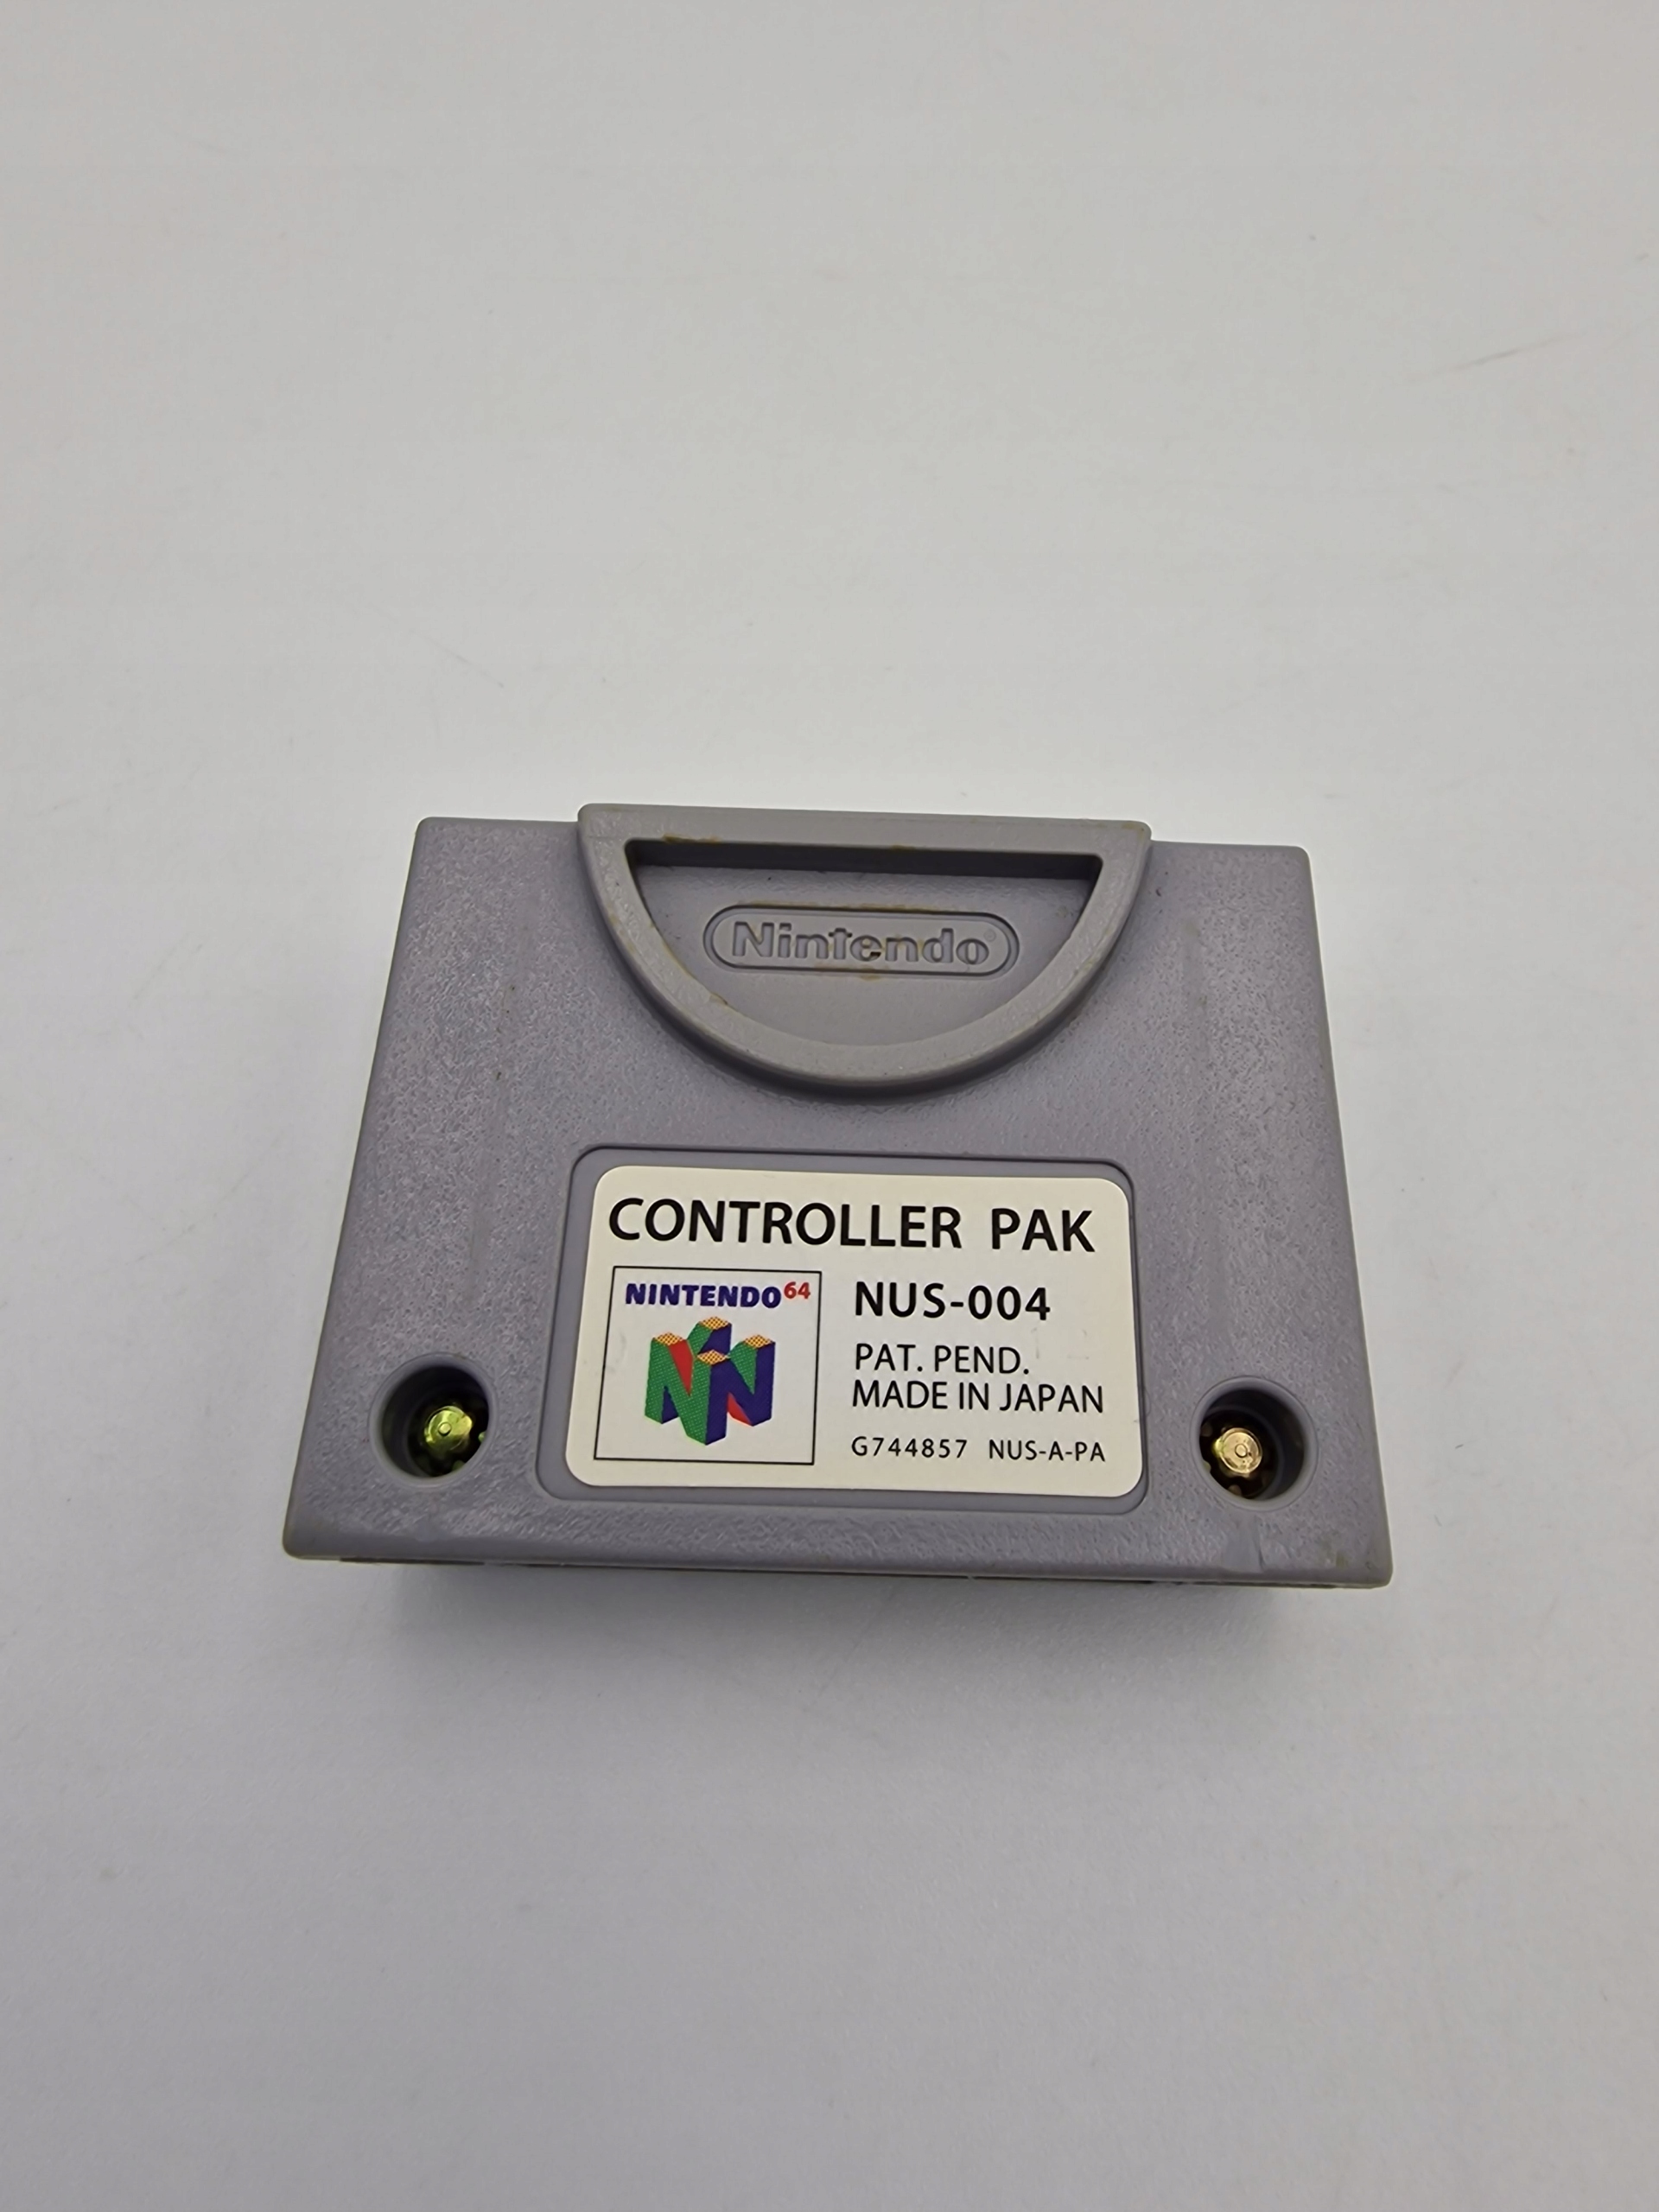 Nintendo®
CONTROLLER PAK
NINTENDO64
NUS-004
PAT. PEND.
MADE IN JAPAN
G744857 NUS-A-PA